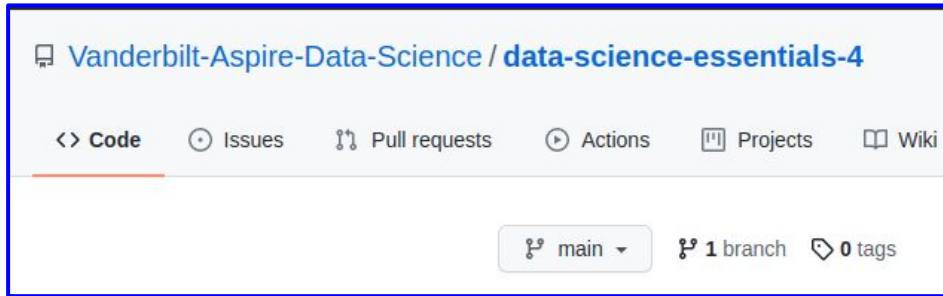 Vanderbilt-Aspire-Data-Science / data-science-essentials-4
<> Code Issues Pull requests Actions Projects Wiki
main 1 branch 0 tags